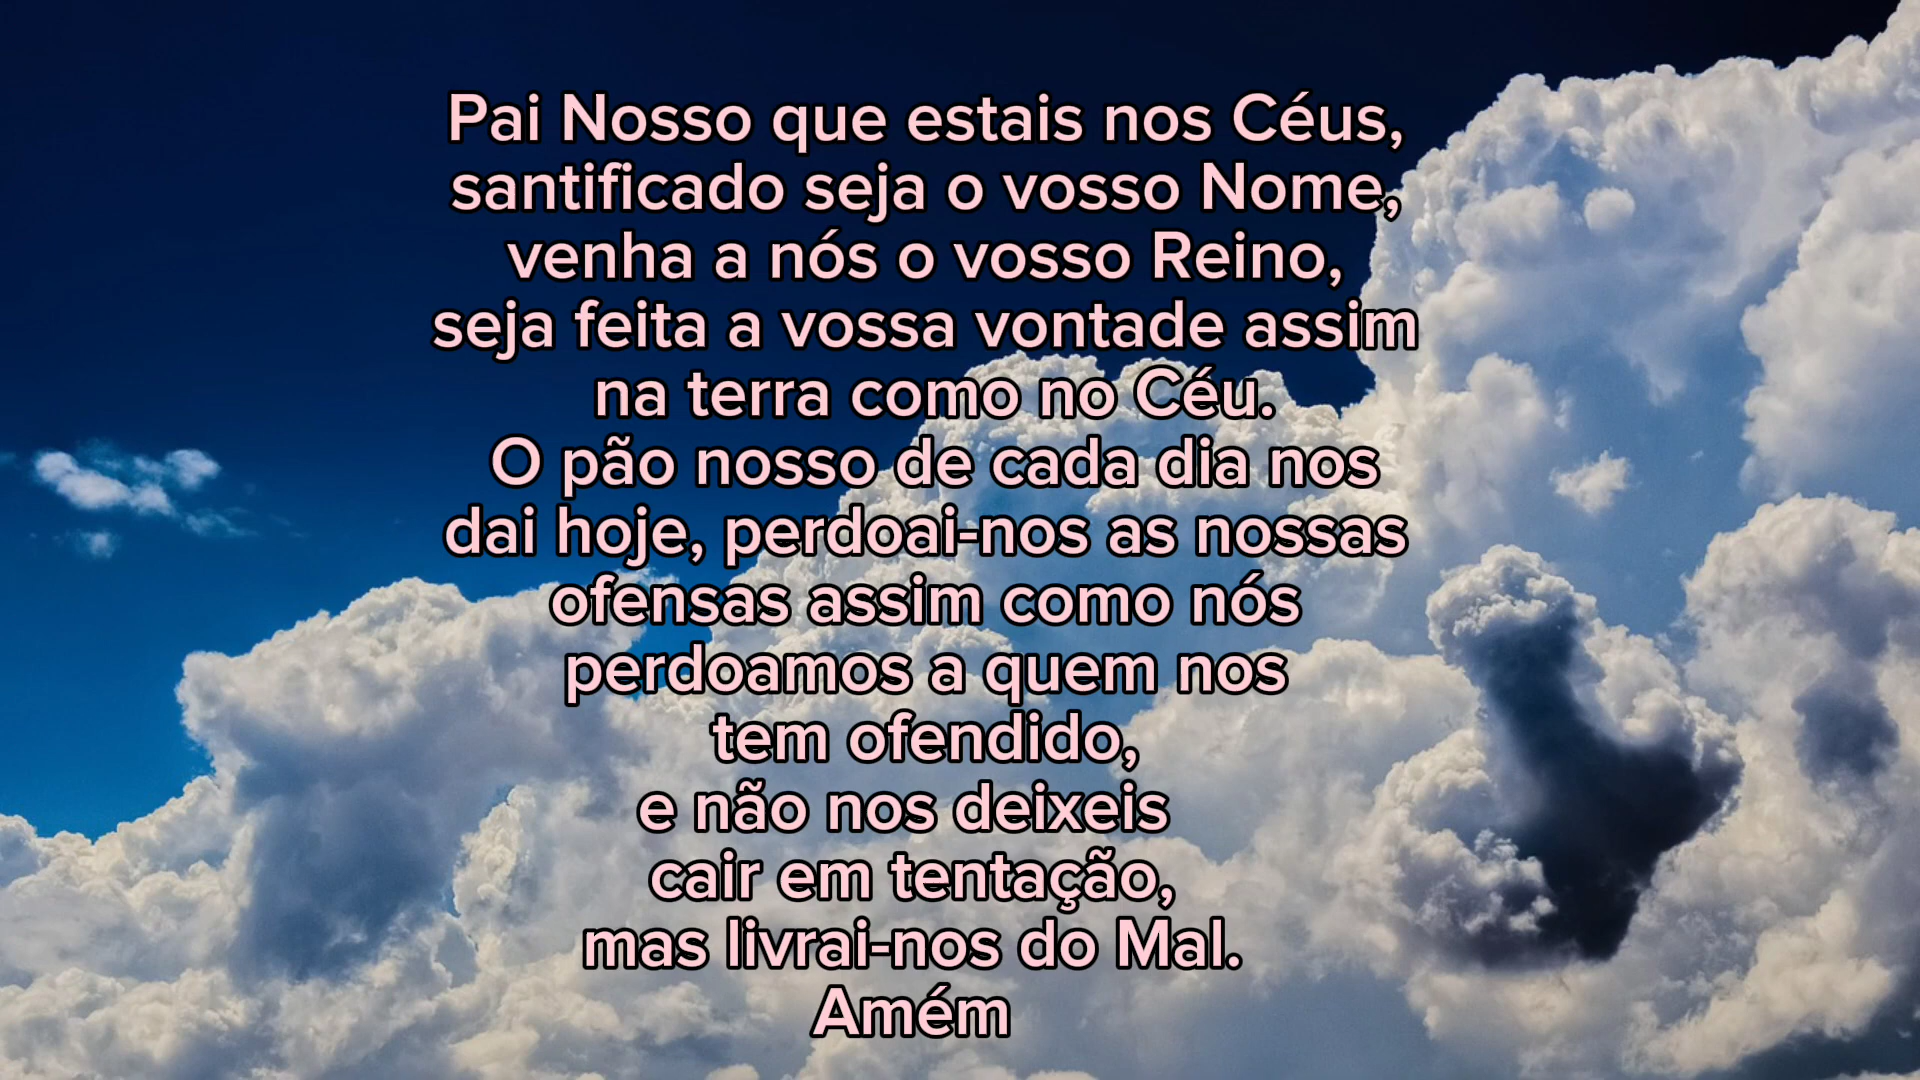 Pai Nosso que estais nos Céus,
santificado seja o vosso Nome,
venha a nós o vosso Reino,
seja feita a vossa vontade assim
na terra como no Céu.
O pão nosso de cada dia nos
dai hoje, perdoai-nos as nossas
ofensas assim como nós
perdoamos a quem nos
tem ofendido,
e não nos deixeis
cair em tentação,
mas livrai-nos do Mal.
Amém